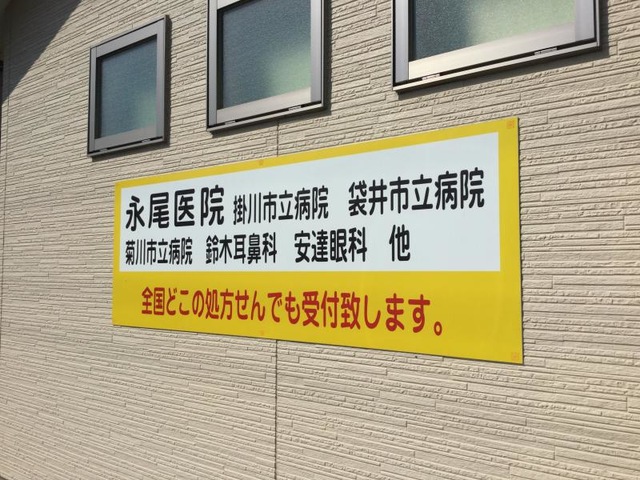 永尾医院 掛川市立病院 袋井市立病院
菊川市立病院 鈴木耳鼻科 安達眼科 他
全国どこの処方せんでも受付致します。